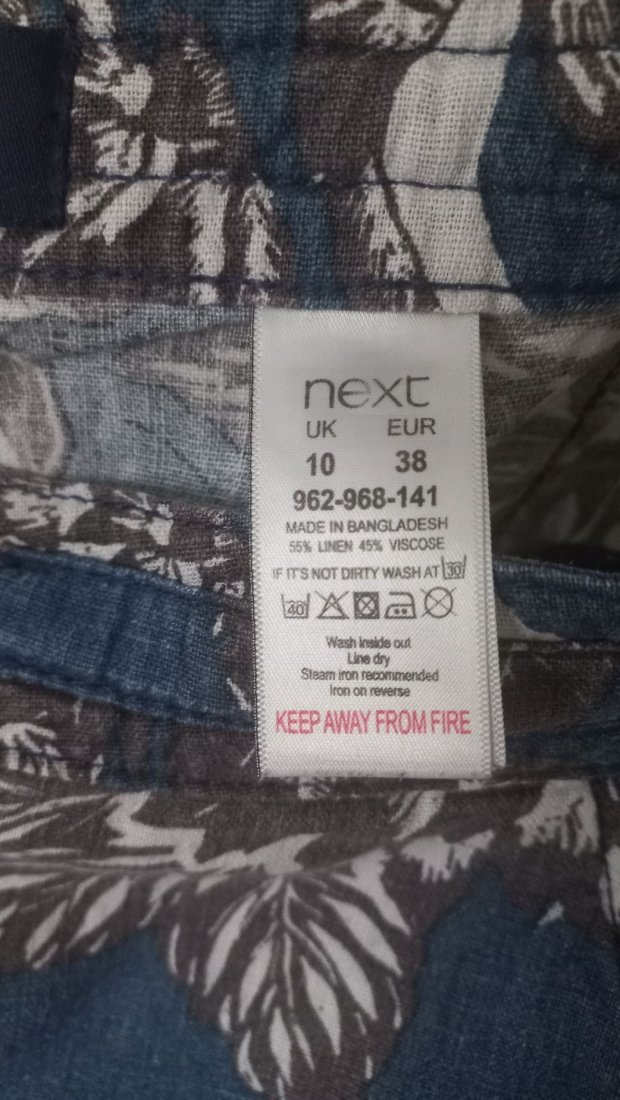 next
UK EUR
10 38
962-968-141
MADE IN BANGLADESH
55% LINEN 45% VISCOSE
IF IT'S NOT DIRTY WASH AT 30
40
Wash inside out
Line dry
Steam iron recommended
Iron on reverse
KEEP AWAY FROM FIRE